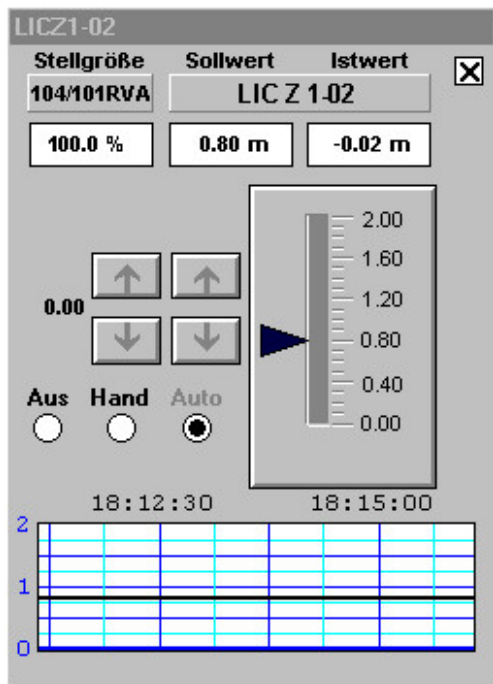 LICZ1-02
Stellgröße Sollwert Istwert
104/101RVA LIC Z 1-02
100.0 % 0.80 m -0.02 m
2.00
1.60
1.20
0.00 0.80
0.40
0.00
Aus Hand Auto
18:12:30 18:15:00
2
1
0